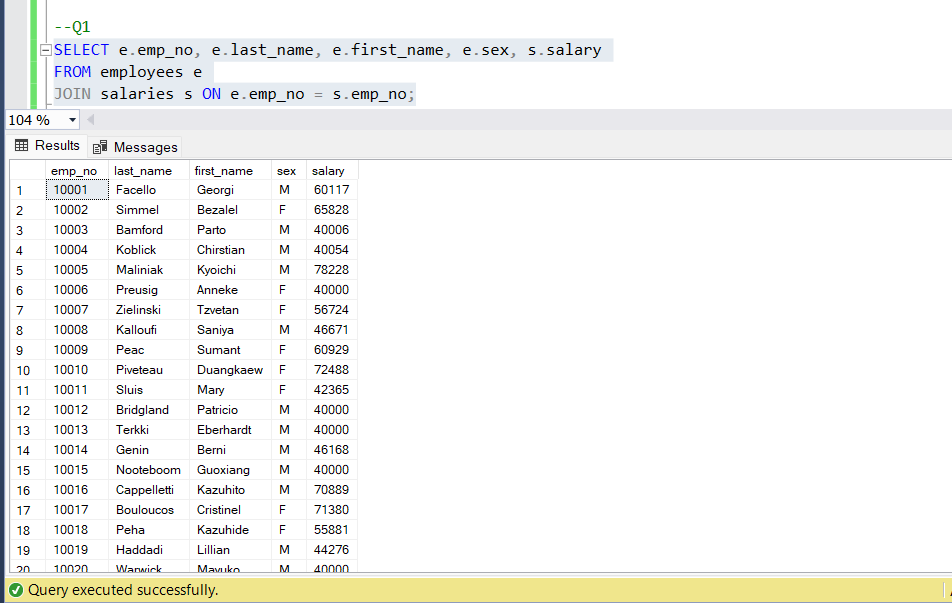 --Q1
SELECT e.emp_no, e.last_name, e.first_name, e.sex, s.salary
FROM employees e
JOIN salaries s ON e.emp_no = s.emp_no;
104 %
Results Messages
emp_no last_name first_name sex salary
1 10001 Facello Georgi M 60117
2 10002 Simmel Bezalel F 65828
3 10003 Bamford Parto M 40006
4 10004 Koblick Chirstian M 40054
5 10005 Maliniak Kyoichi M 78228
6 10006 Preusig Anneke F 40000
7 10007 Zielinski Tzvetan F 56724
8 10008 Kalloufi Saniya M 46671
9 10009 Peac Sumant F 60929
10 10010 Piveteau Duangkaew F 72488
11 10011 Sluis Mary F 42365
12 10012 Bridgland Patricio M 40000
13 10013 Terkki Eberhardt M 40000
14 10014 Genin Berni M 46168
15 10015 Nooteboom Guoxiang M 40000
16 10016 Cappelletti Kazuhito M 70889
17 10017 Bouloucos Cristinel F 71380
18 10018 Peha Kazuhide F 55881
19 10019 Haddadi Lillian M 44276
20 10020 Warwick Mayuko M 40000
Query executed successfully.